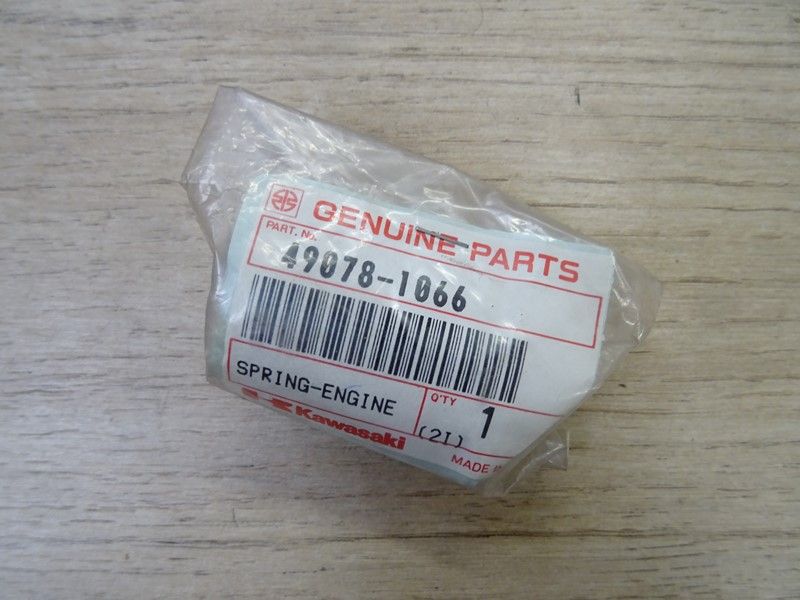 GENUINE PARTS
PART. No.
49078-1066
SPRING-ENGINE
Q'TY
1
(2I)
Kawasaki
MADE